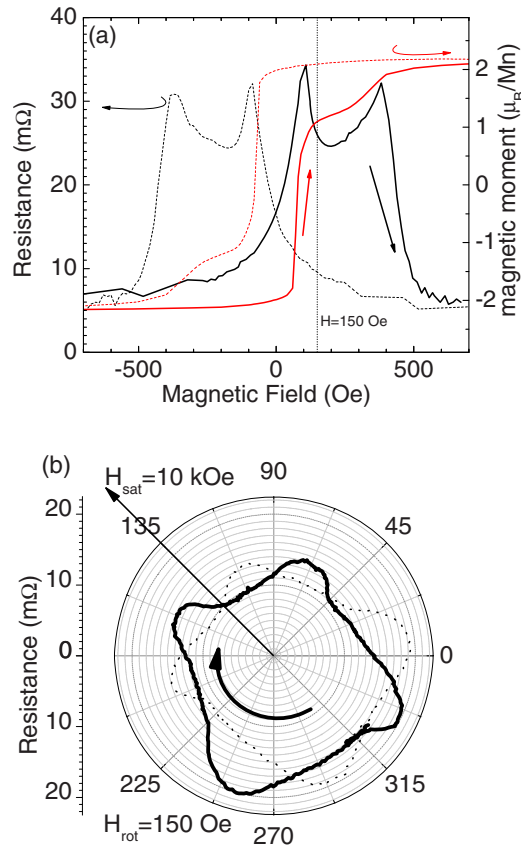 (a)
40
30
20
10
0
Resistance (mΩ)
2
1
0
-1
-2
magnetic moment (μB/Mn)
H=150 Oe
-500
0
500
Magnetic Field (Oe)
(b)
Hsat=10 kOe
90
135
45
0
20
10
0
10
20
Resistance (mΩ)
225
315
270
Hrot=150 Oe